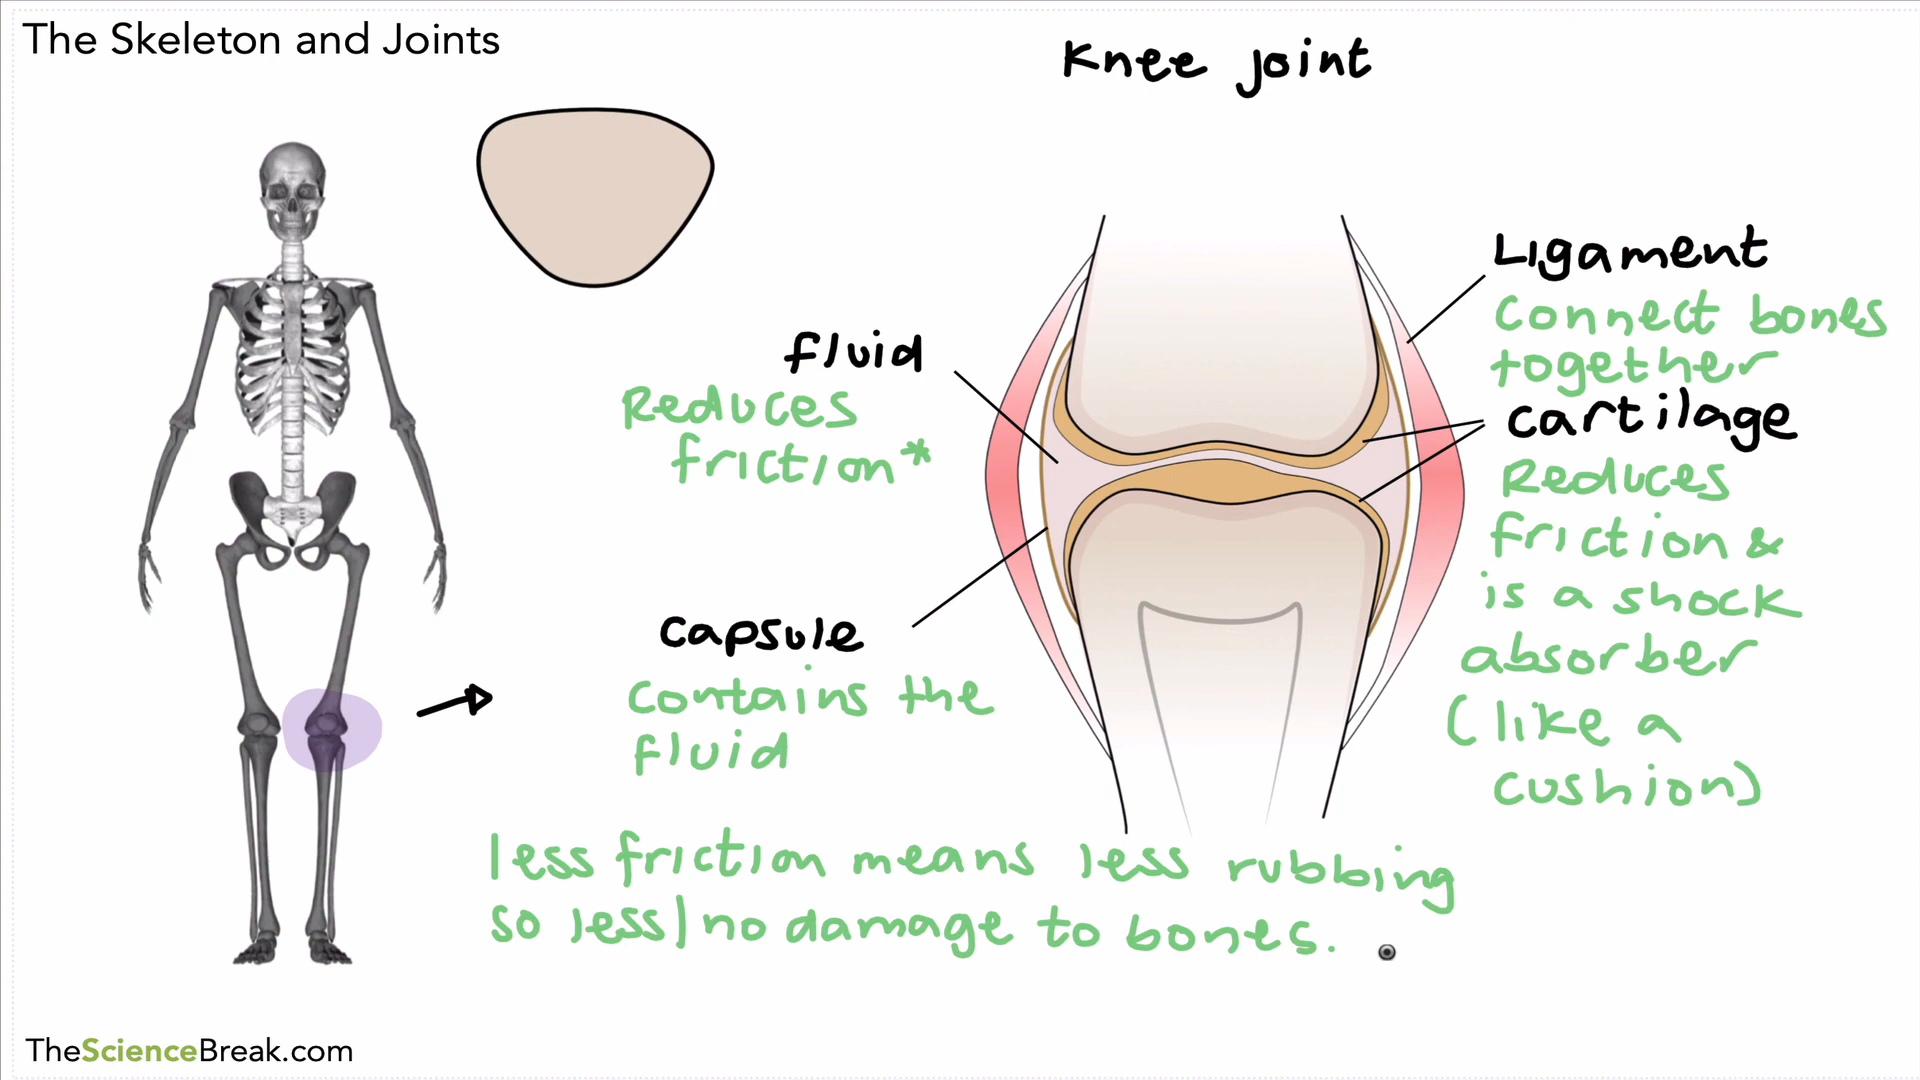 The Skeleton and Joints
Knee joint
fluid
Reduces
friction*
capsule
contains the
fluid
Ligament
connect bones
together
cartilage
Reduces
friction &
is a shock
absorber
(like a
cushion)
less friction means less rubbing
so less/no damage to bones.
TheScienceBreak.com